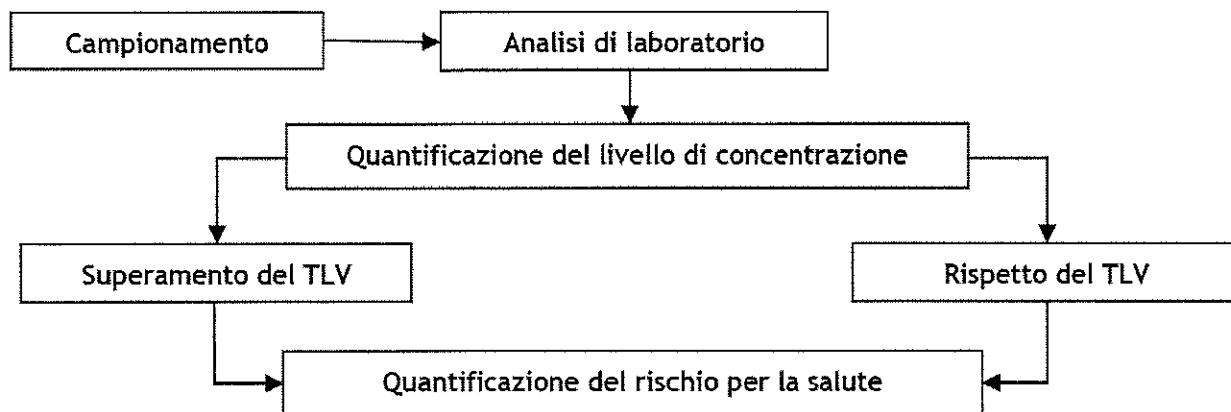 Campionamento
Analisi di laboratorio
Quantificazione del livello di concentrazione
Superamento del TLV
Rispetto del TLV
Quantificazione del rischio per la salute